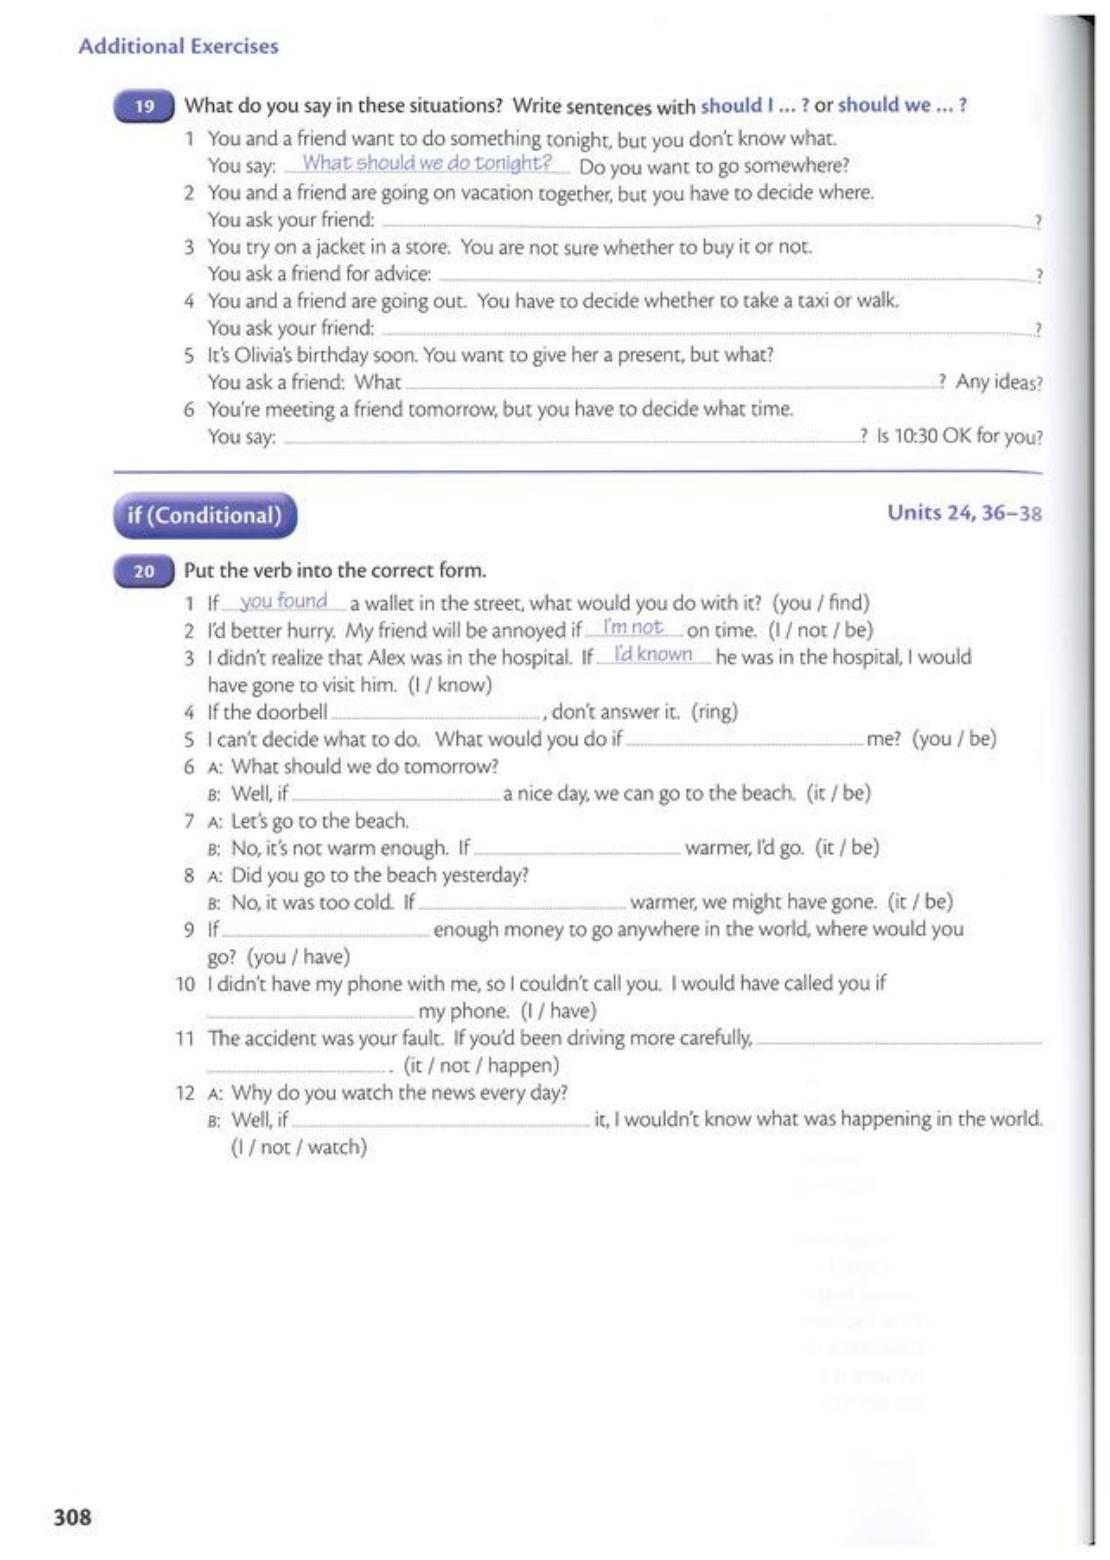 Additional Exercises
19 What do you say in these situations? Write sentences with should I ... ? or should we ... ?
1 You and a friend want to do something tonight, but you don't know what.
You say: What should we do tonight? Do you want to go somewhere?
2 You and a friend are going on vacation together, but you have to decide where.
You ask your friend: ?
3 You try on a jacket in a store. You are not sure whether to buy it or not.
You ask a friend for advice: ?
4 You and a friend are going out. You have to decide whether to take a taxi or walk.
You ask your friend: ?
5 It's Olivia's birthday soon. You want to give her a present, but what?
You ask a friend: What ? Any ideas?
6 You're meeting a friend tomorrow, but you have to decide what time.
You say: ? Is 10:30 OK for you?
if (Conditional) Units 24, 36–38
20 Put the verb into the correct form.
1 If you found a wallet in the street, what would you do with it? (you / find)
2 I'd better hurry. My friend will be annoyed if I'm not on time. (I / not / be)
3 I didn't realize that Alex was in the hospital. If I'd known he was in the hospital, I would
have gone to visit him. (I / know)
4 If the doorbell , don't answer it. (ring)
5 I can't decide what to do. What would you do if me? (you / be)
6 A: What should we do tomorrow?
B: Well, if a nice day, we can go to the beach. (it / be)
7 A: Let's go to the beach.
B: No, it's not warm enough. If warmer, I'd go. (it / be)
8 A: Did you go to the beach yesterday?
B: No, it was too cold. If warmer, we might have gone. (it / be)
9 If enough money to go anywhere in the world, where would you
go? (you / have)
10 I didn't have my phone with me, so I couldn't call you. I would have called you if
my phone. (I / have)
11 The accident was your fault. If you'd been driving more carefully,
. (it / not / happen)
12 A: Why do you watch the news every day?
B: Well, if it, I wouldn't know what was happening in the world.
(I / not / watch)
308